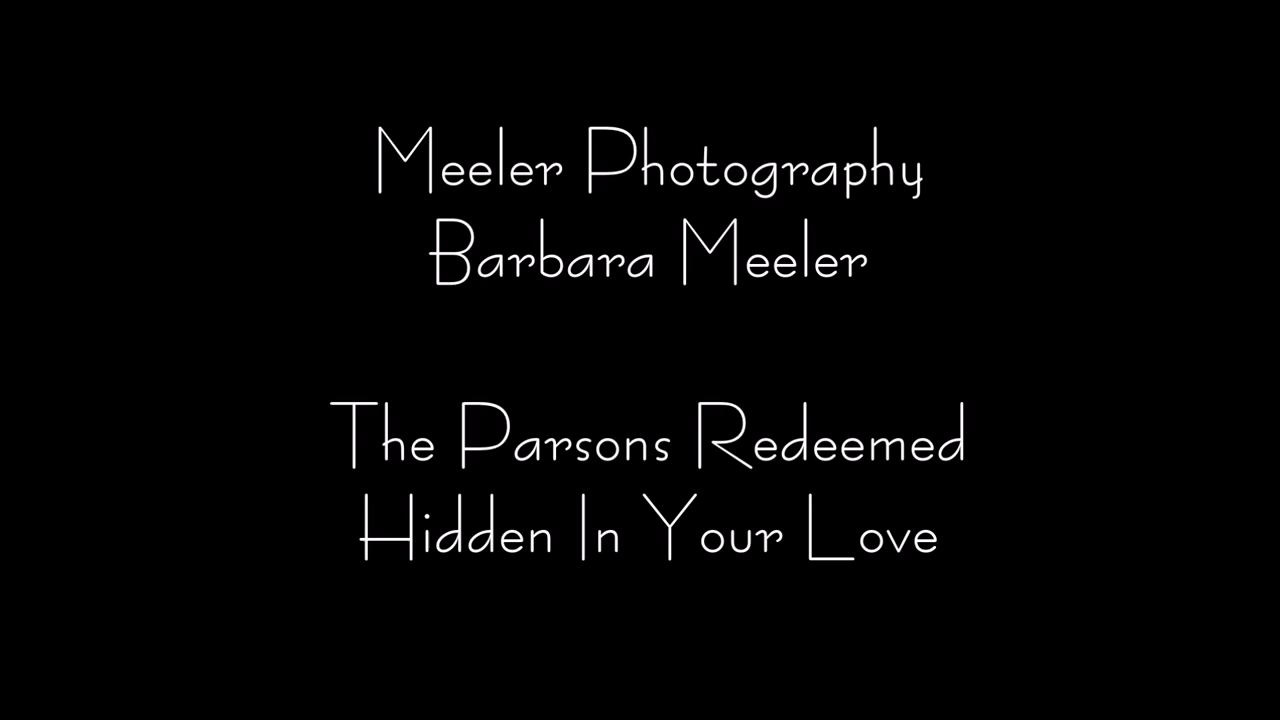 Meeler Photography
Barbara Meeler
The Parsons Redeemed
Hidden In Your Love